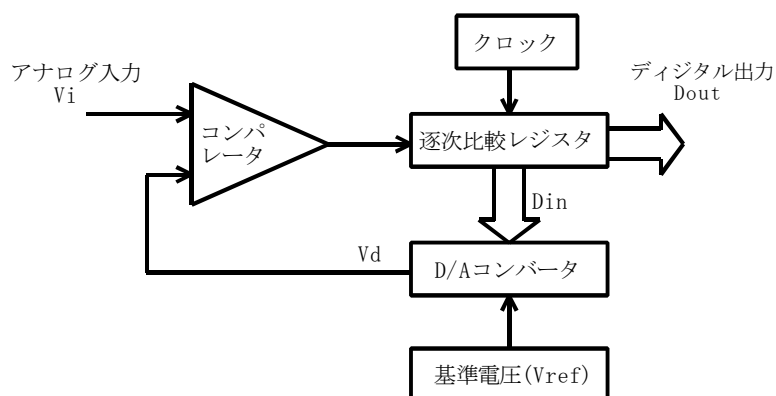 クロック
アナログ入力
Vi
ディジタル出力
Dout
コンパ
レータ
逐次比較レジスタ
Din
Vd
D/Aコンバータ
基準電圧(Vref)